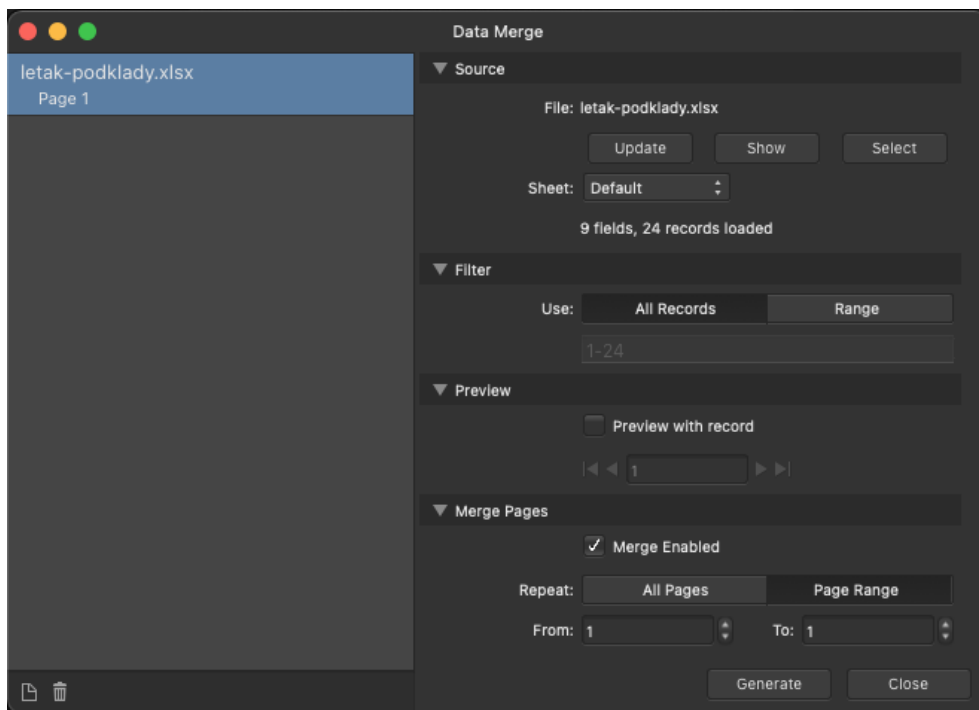 Data Merge
letak-podklady.xlsx
Page 1
Source
File: letak-podklady.xlsx
Update Show Select
Sheet: Default
9 fields, 24 records loaded
Filter
Use: All Records Range
1-24
Preview
Preview with record
1
Merge Pages
Merge Enabled
Repeat: All Pages Page Range
From: 1 To: 1
Generate Close